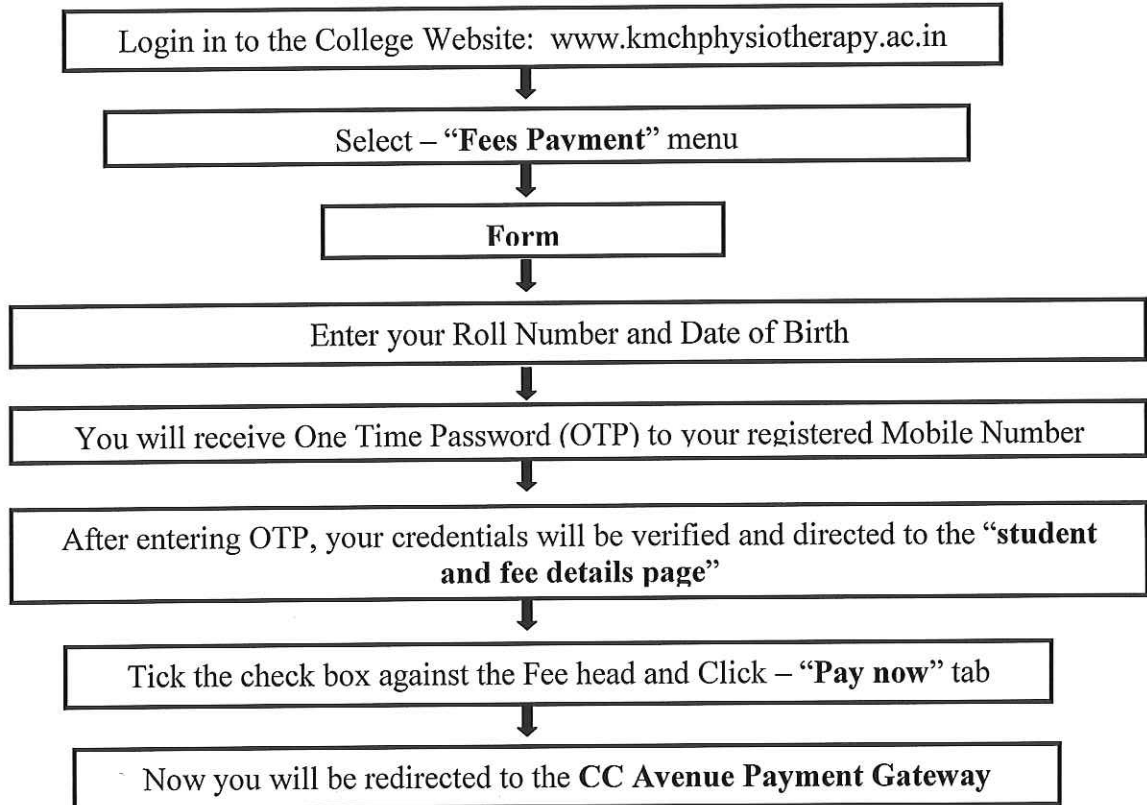 Login in to the College Website: www.kmchphysiotherapy.ac.in
Select – “Fees Payment” menu
Form
Enter your Roll Number and Date of Birth
You will receive One Time Password (OTP) to your registered Mobile Number
After entering OTP, your credentials will be verified and directed to the “student
and fee details page”
Tick the check box against the Fee head and Click – “Pay now” tab
Now you will be redirected to the CC Avenue Payment Gateway